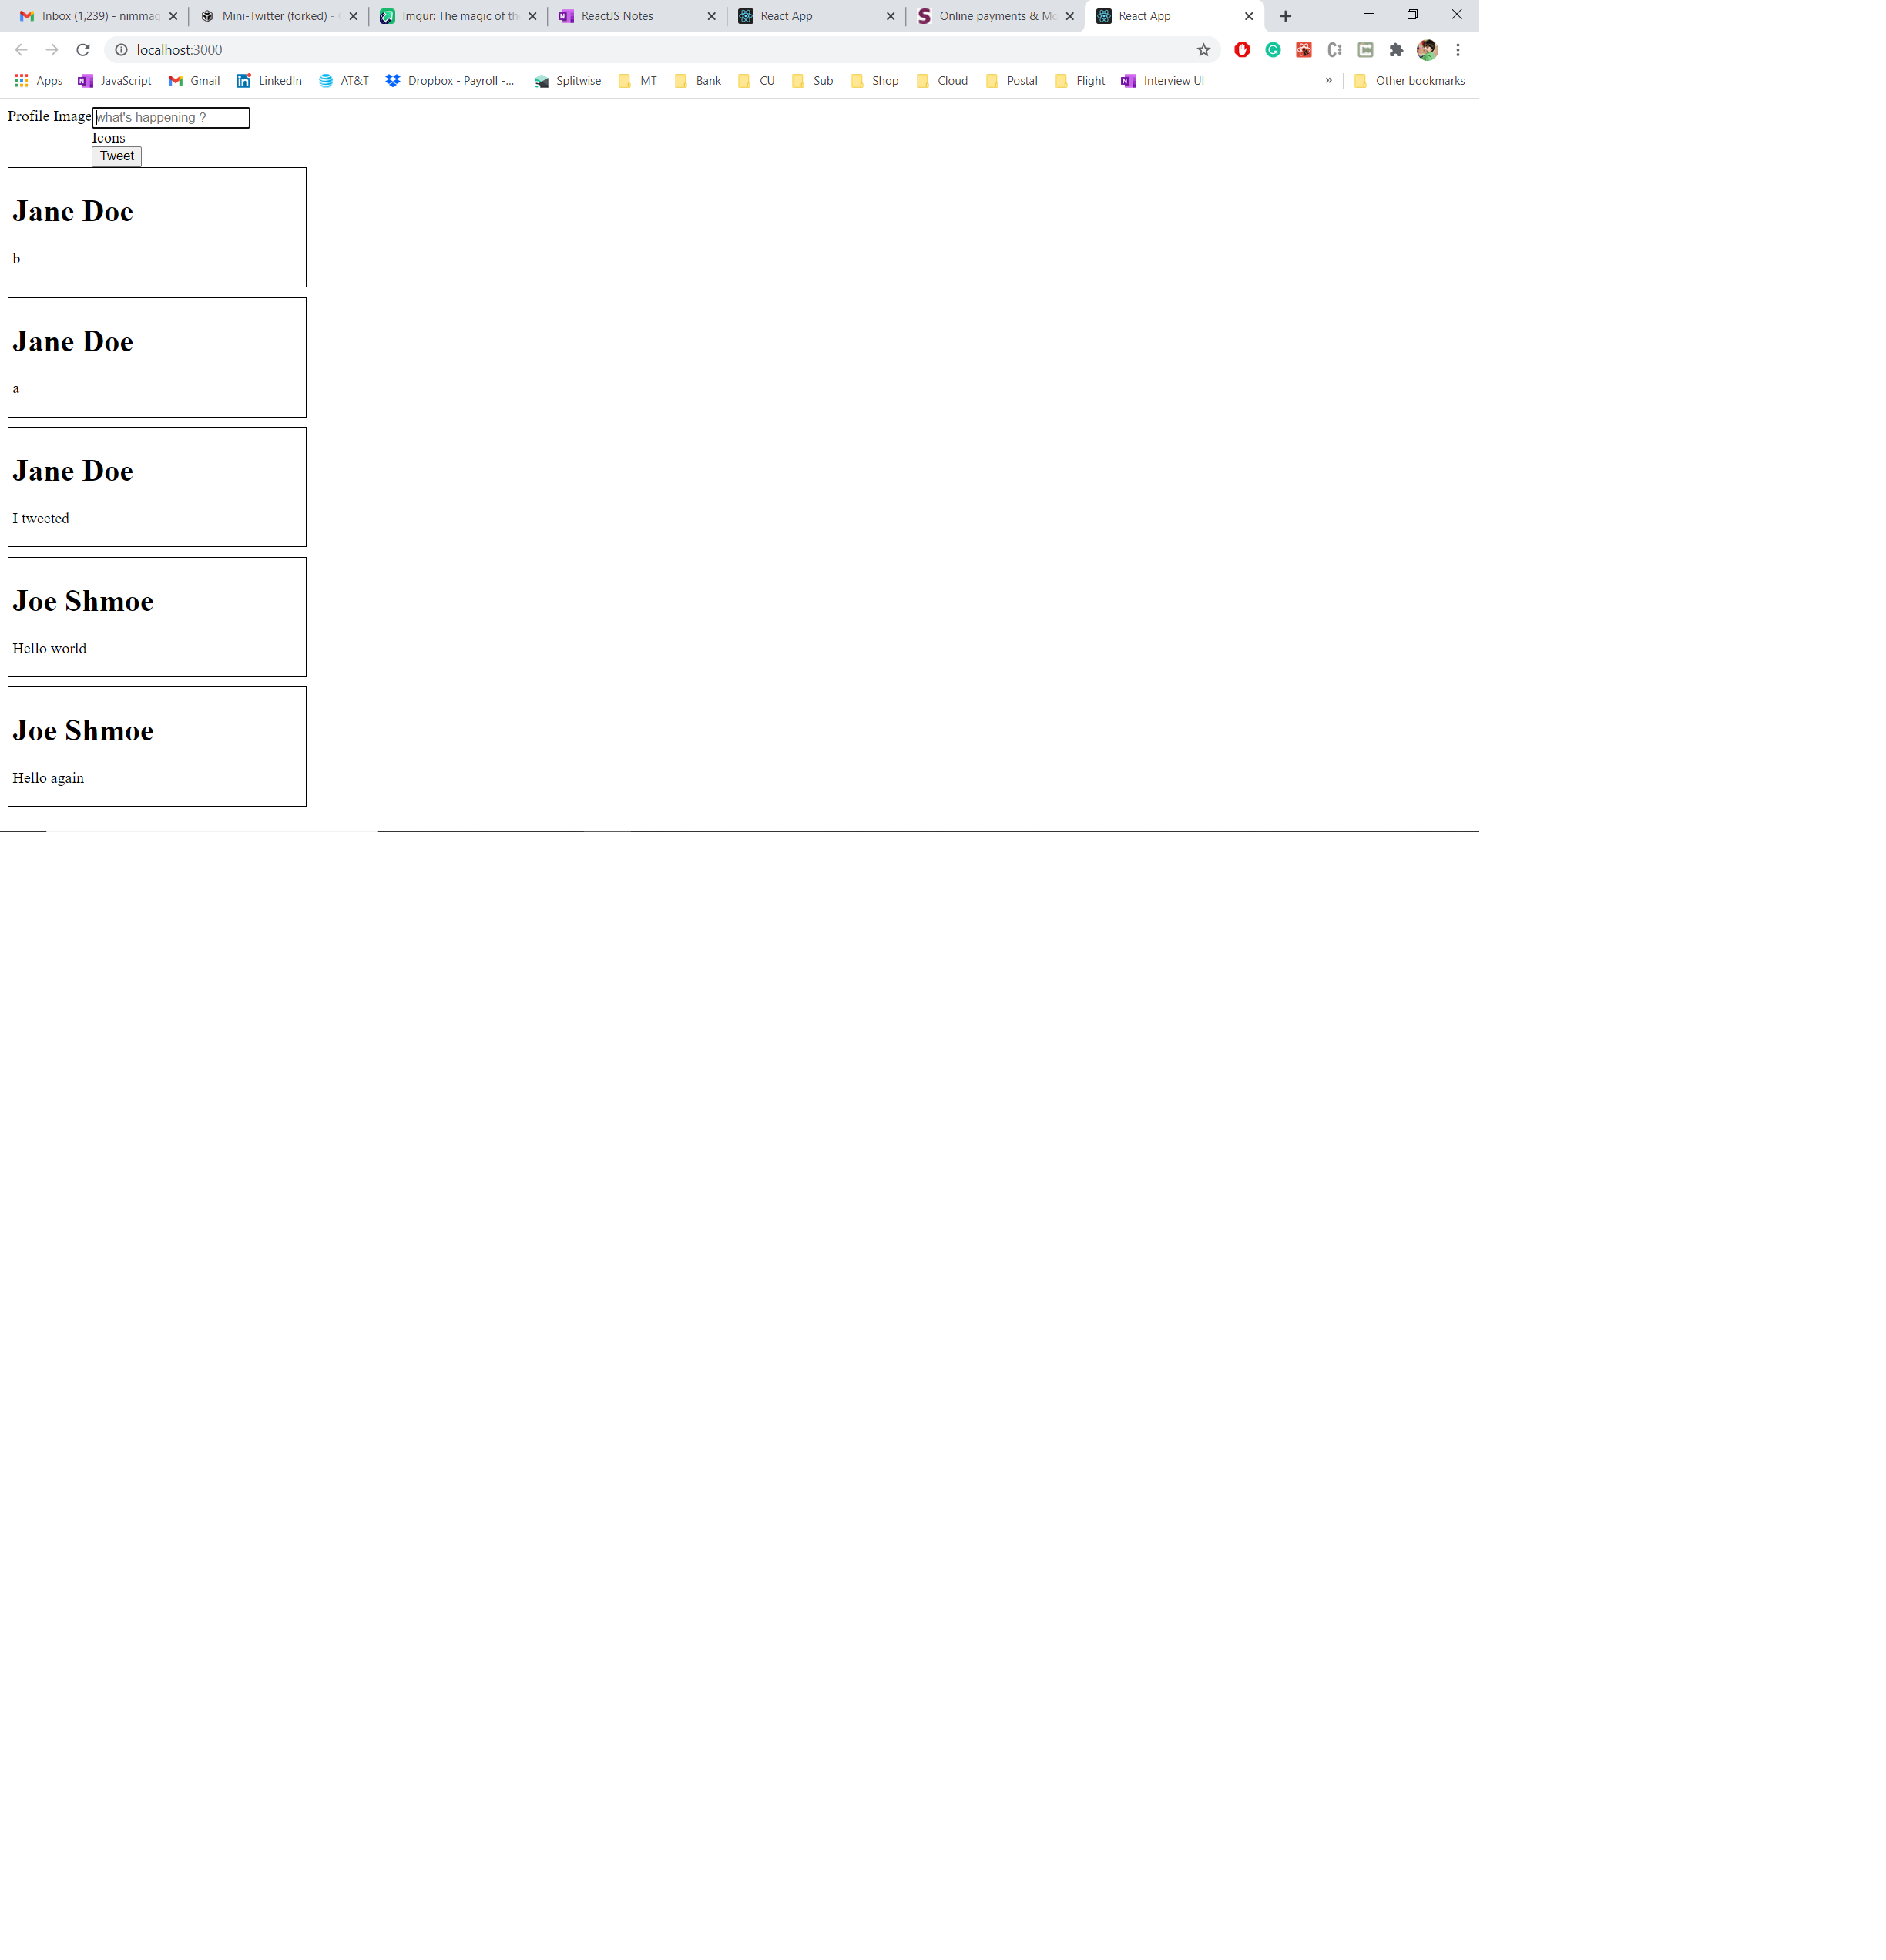 Inbox (1,239) - nimmag
Mini-Twitter (forked) -
Imgur: The magic of th
ReactJS Notes
React App
Online payments & Mo
React App
localhost:3000
Apps JavaScript Gmail LinkedIn AT&T Dropbox - Payroll -... Splitwise MT Bank CU Sub Shop Cloud Postal Flight Interview UI » Other bookmarks
Profile Image what's happening ?
Icons
Tweet
Jane Doe
b
Jane Doe
a
Jane Doe
I tweeted
Joe Shmoe
Hello world
Joe Shmoe
Hello again